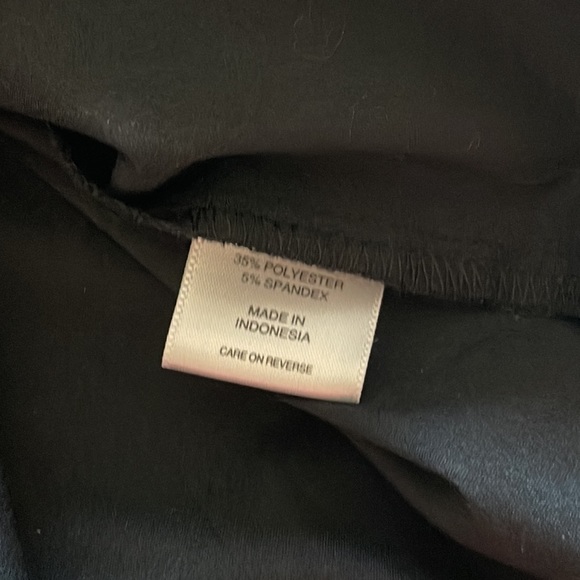 35% POLYESTER
5% SPANDEX
MADE IN
INDONESIA
CARE ON REVERSE